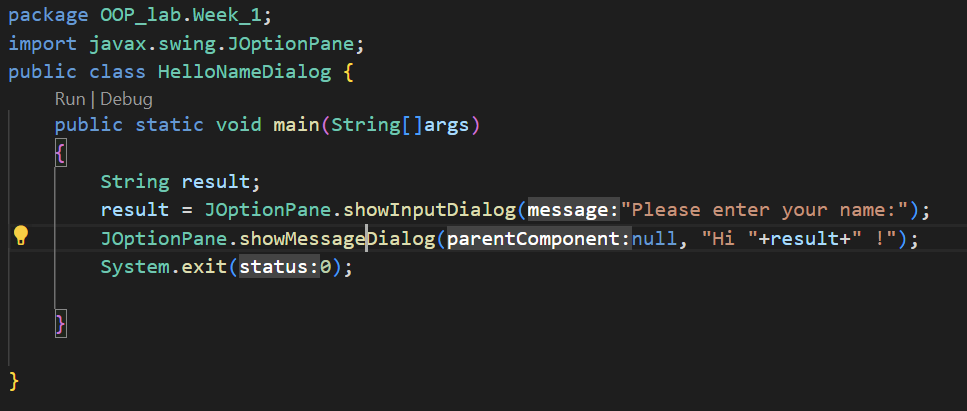 package OOP_lab.Week_1;
import javax.swing.JOptionPane;
public class HelloNameDialog {
Run | Debug
public static void main(String[]args)
{
String result;
result = JOptionPane.showInputDialog(message:"Please enter your name:");
JOptionPane.showMessageDialog(parentComponent:null, "Hi "+result+" !");
System.exit(status:0);
}
}